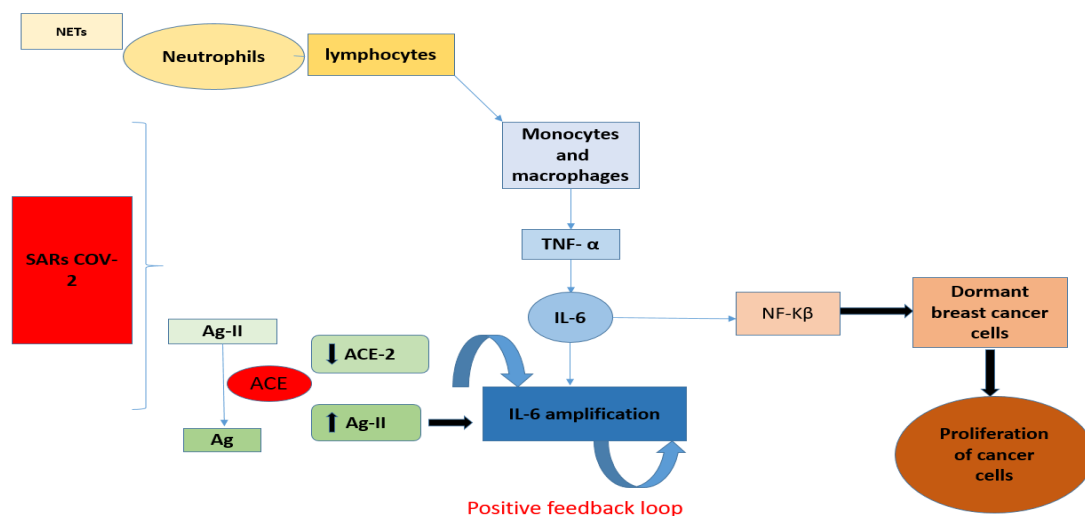 NETs
Neutrophils
lymphocytes
Monocytes
and
macrophages
SARs COV-
2
TNF- α
IL-6
NF-Kβ
Dormant
breast cancer
cells
Ag-II
ACE-2
ACE
Ag-II
Ag
IL-6 amplification
Proliferation
of cancer
cells
Positive feedback loop